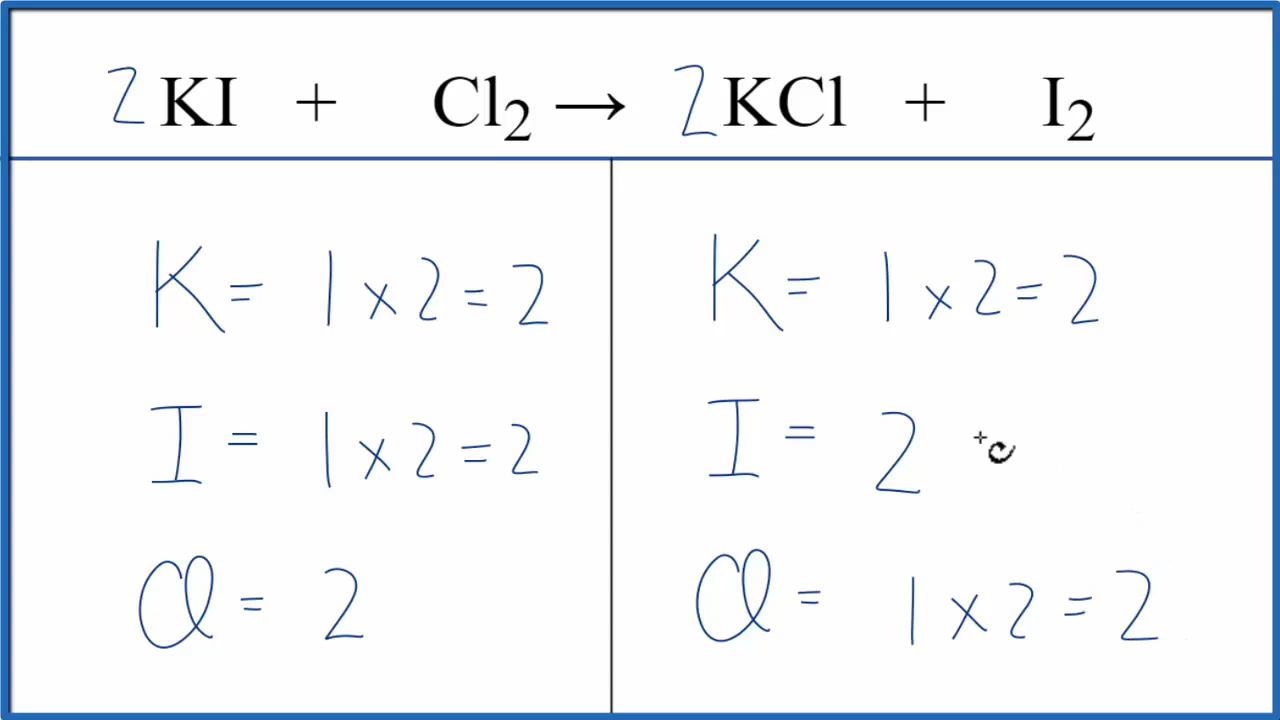 2KI + Cl₂ → 2KCl + I₂
K = 1 x 2 = 2
I = 1 x 2 = 2
Cl = 2
K = 1 x 2 = 2
I = 2
Cl = 1 x 2 = 2